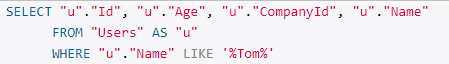 SELECT "u"."Id", "u"."Age", "u"."CompanyId", "u"."Name"
FROM "Users" AS "u"
WHERE "u"."Name" LIKE '%Tom%'